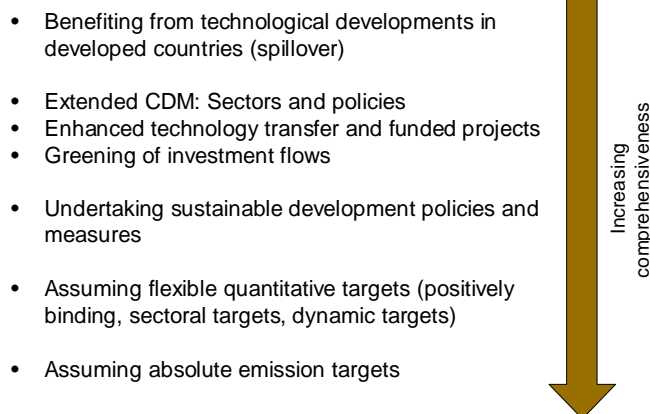 • Benefiting from technological developments in
developed countries (spillover)
• Extended CDM: Sectors and policies
• Enhanced technology transfer and funded projects
• Greening of investment flows
• Undertaking sustainable development policies and
measures
• Assuming flexible quantitative targets (positively
binding, sectoral targets, dynamic targets)
• Assuming absolute emission targets
Increasing
comprehensiveness